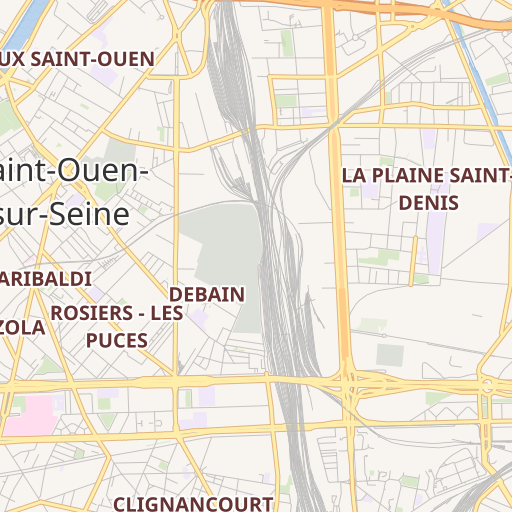 UX SAINT-OUEN
aint-Ouen-
sur-Seine
LA PLAINE SAINT-
DENIS
ARIBALDI
DEBAIN
ROSIERS - LES
PUCES
ZOLA
CLIGNANCOURT